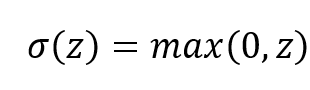 σ(z) = max(0, z)